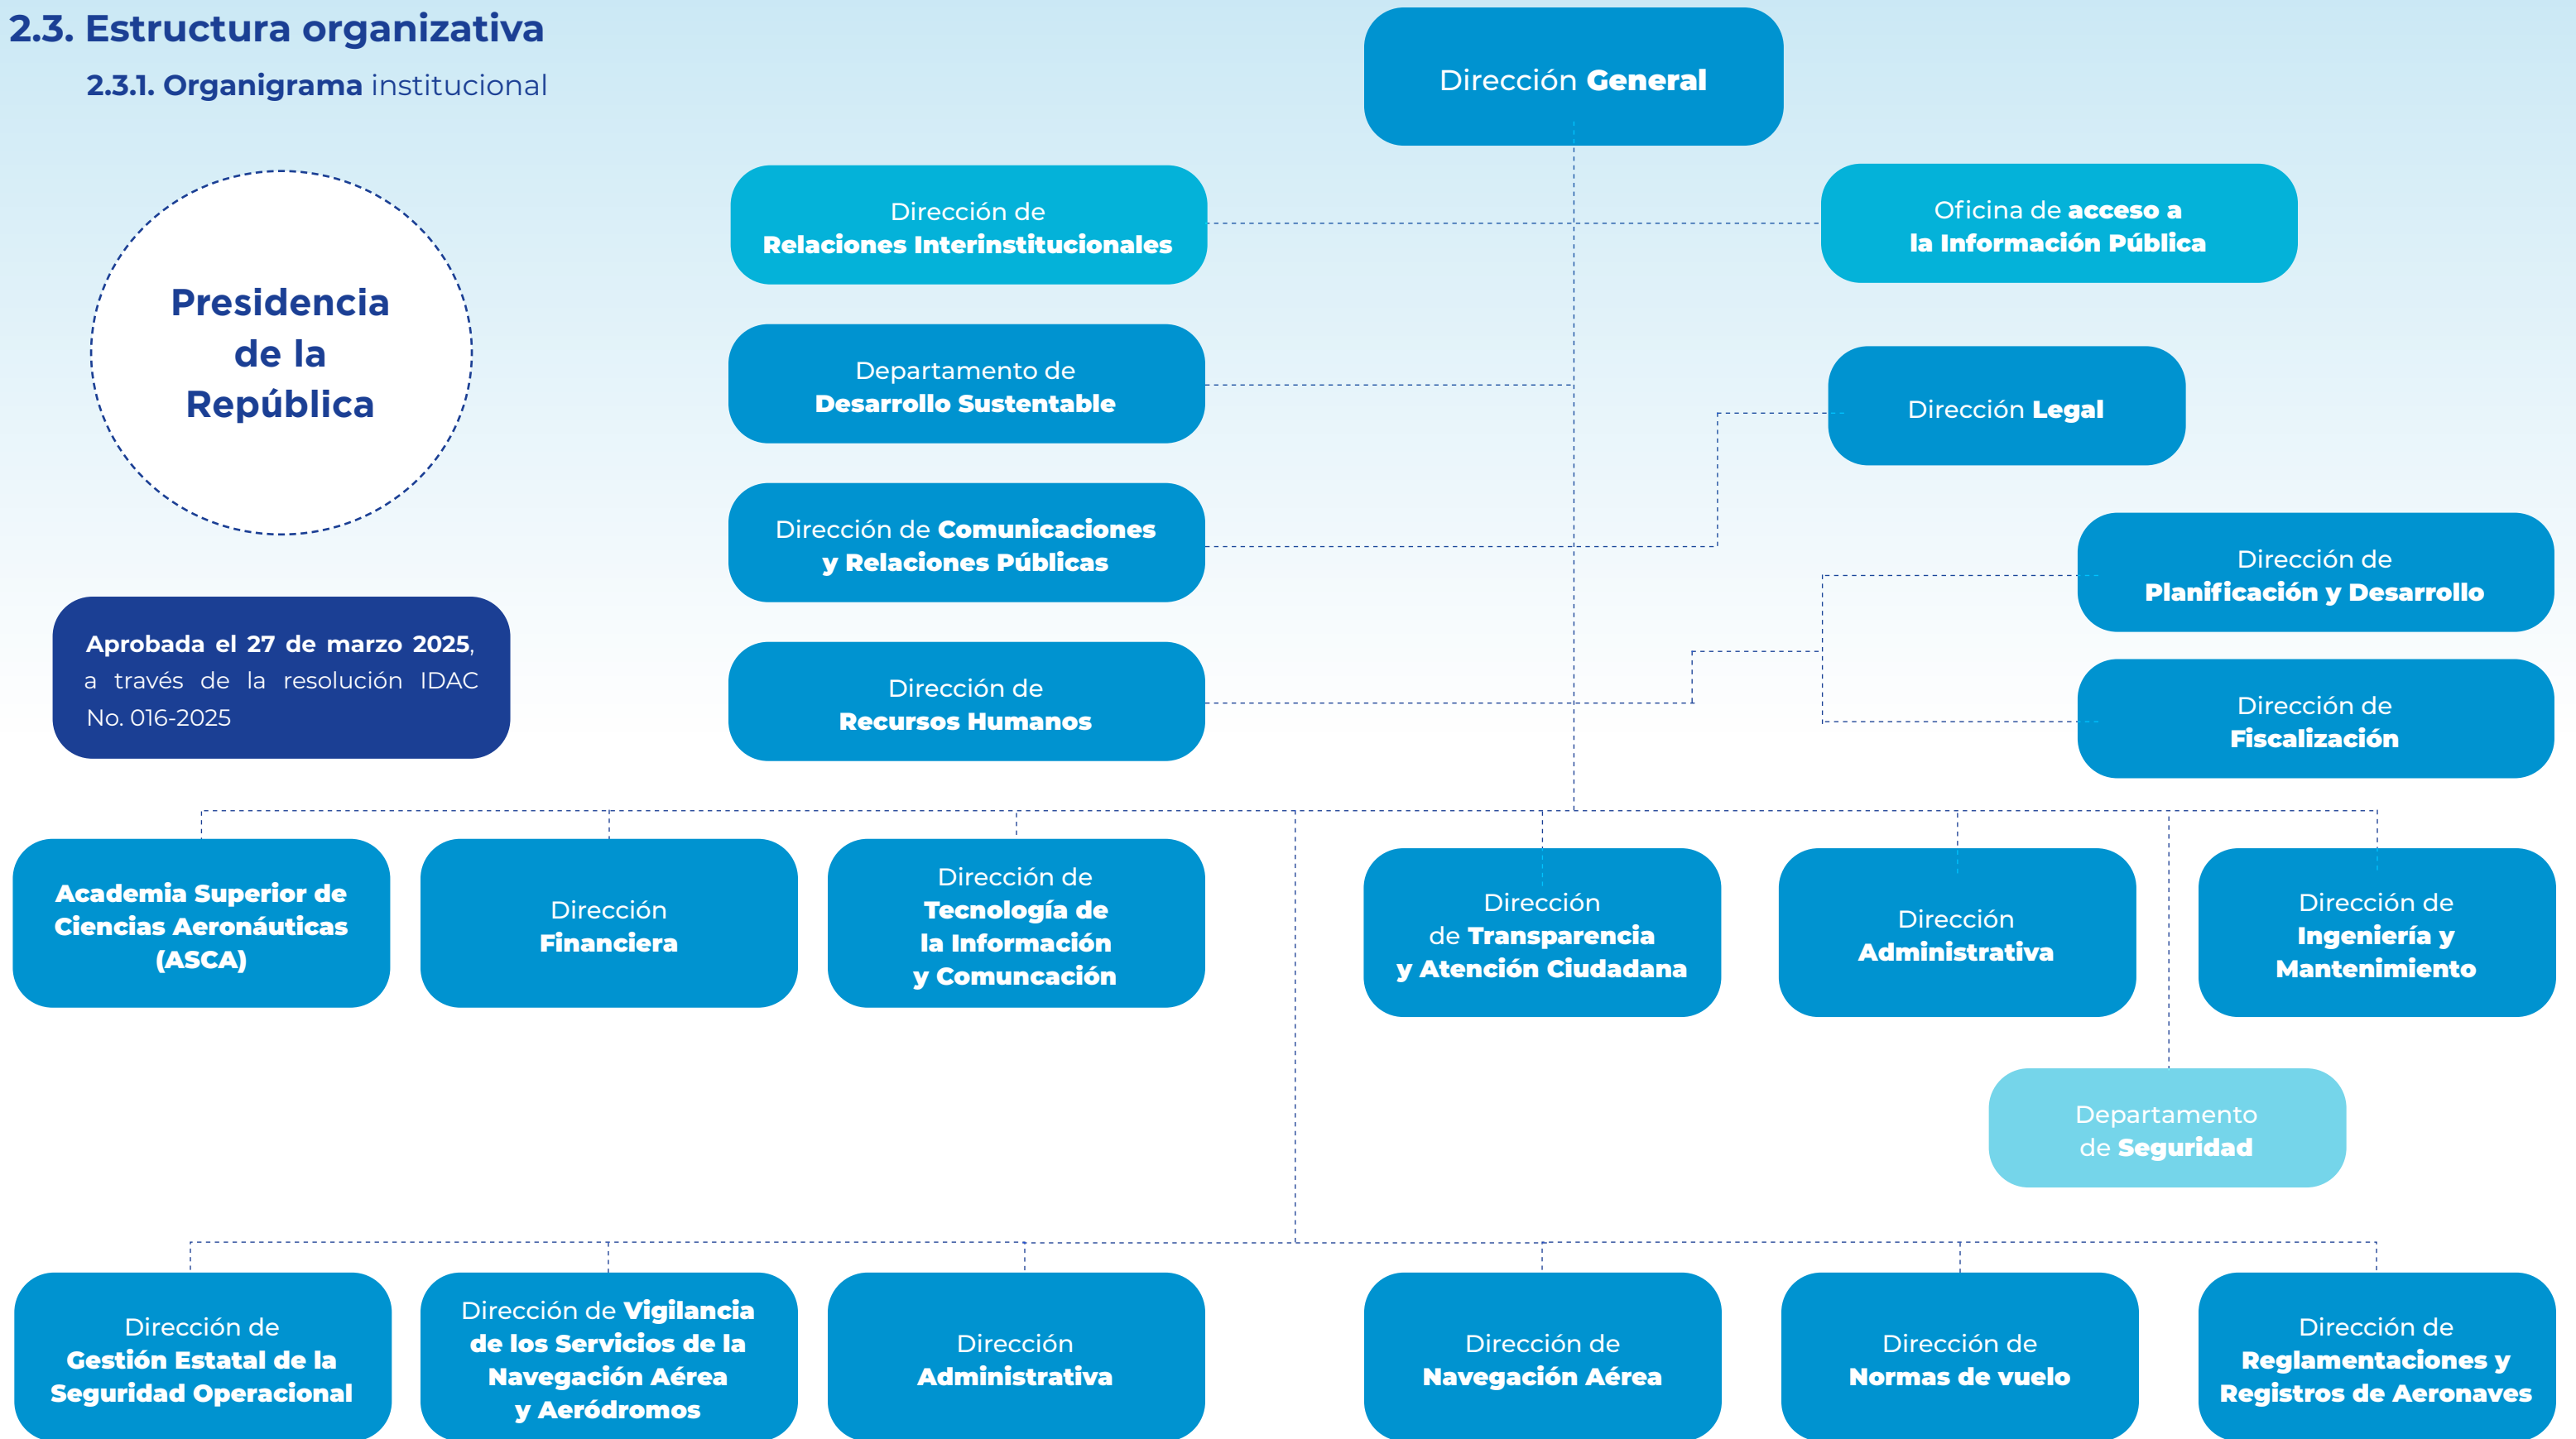 2.3. Estructura organizativa
2.3.1. Organigrama institucional
Dirección General
Presidencia
de la
República
Aprobada el 27 de marzo 2025,
a través de la resolución IDAC
No. 016-2025
Dirección de
Relaciones Interinstitucionales
Oficina de acceso a
la Información Pública
Departamento de
Desarrollo Sustentable
Dirección Legal
Dirección de Comunicaciones
y Relaciones Públicas
Dirección de
Planificación y Desarrollo
Dirección de
Recursos Humanos
Dirección de
Fiscalización
Academia Superior de
Ciencias Aeronáuticas
(ASCA)
Dirección
Financiera
Dirección de
Tecnología de
la Información
y Comuncación
Dirección
de Transparencia
y Atención Ciudadana
Dirección
Administrativa
Dirección de
Ingeniería y
Mantenimiento
Departamento
de Seguridad
Dirección de
Gestión Estatal de la
Seguridad Operacional
Dirección de Vigilancia
de los Servicios de la
Navegación Aérea
y Aeródromos
Dirección
Administrativa
Dirección de
Navegación Aérea
Dirección de
Normas de vuelo
Dirección de
Reglamentaciones y
Registros de Aeronaves